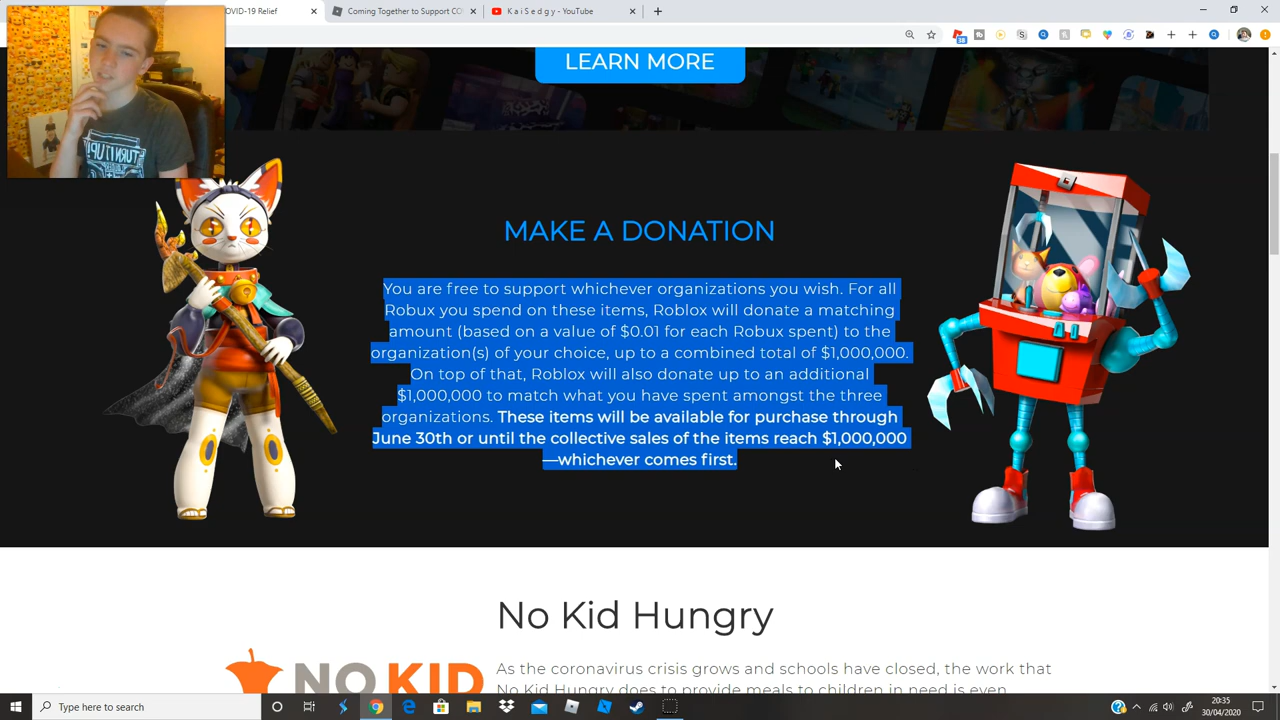 OVID-19 Relief
Coming Together to Support CO
K a i S e d g y - YouTube
38
LEARN MORE
TURN IT UP!
MAKE A DONATION
You are free to support whichever organizations you wish. For all
Robux you spend on these items, Roblox will donate a matching
amount (based on a value of $0.01 for each Robux spent) to the
organization(s) of your choice, up to a combined total of $1,000,000.
On top of that, Roblox will also donate up to an additional
$1,000,000 to match what you have spent amongst the three
organizations. These items will be available for purchase through
June 30th or until the collective sales of the items reach $1,000,000
—whichever comes first.
No Kid Hungry
NO KID
As the coronavirus crisis grows and schools have closed, the work that
No Kid Hungry does to provide meals to children in need is even
Type here to search
20:35
30/04/2020